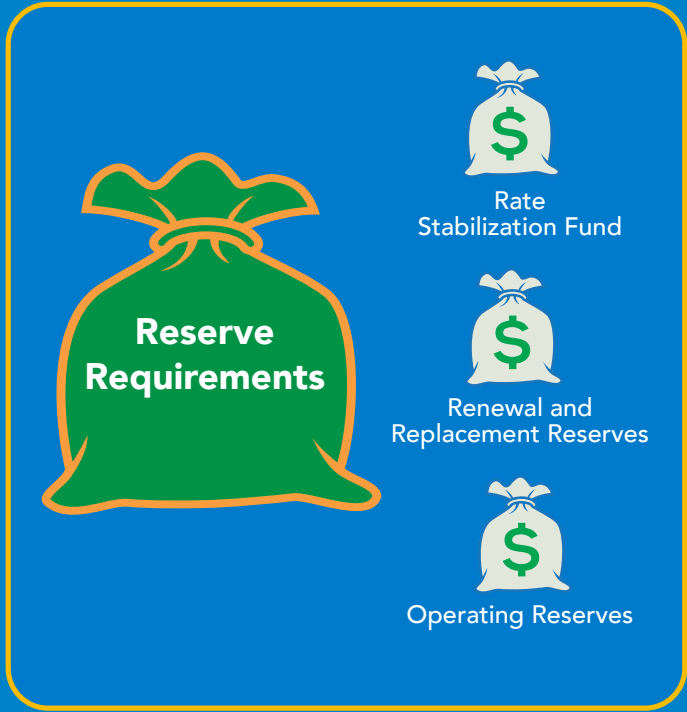 Reserve
Requirements
$
Rate
Stabilization Fund
$
Renewal and
Replacement Reserves
$
Operating Reserves